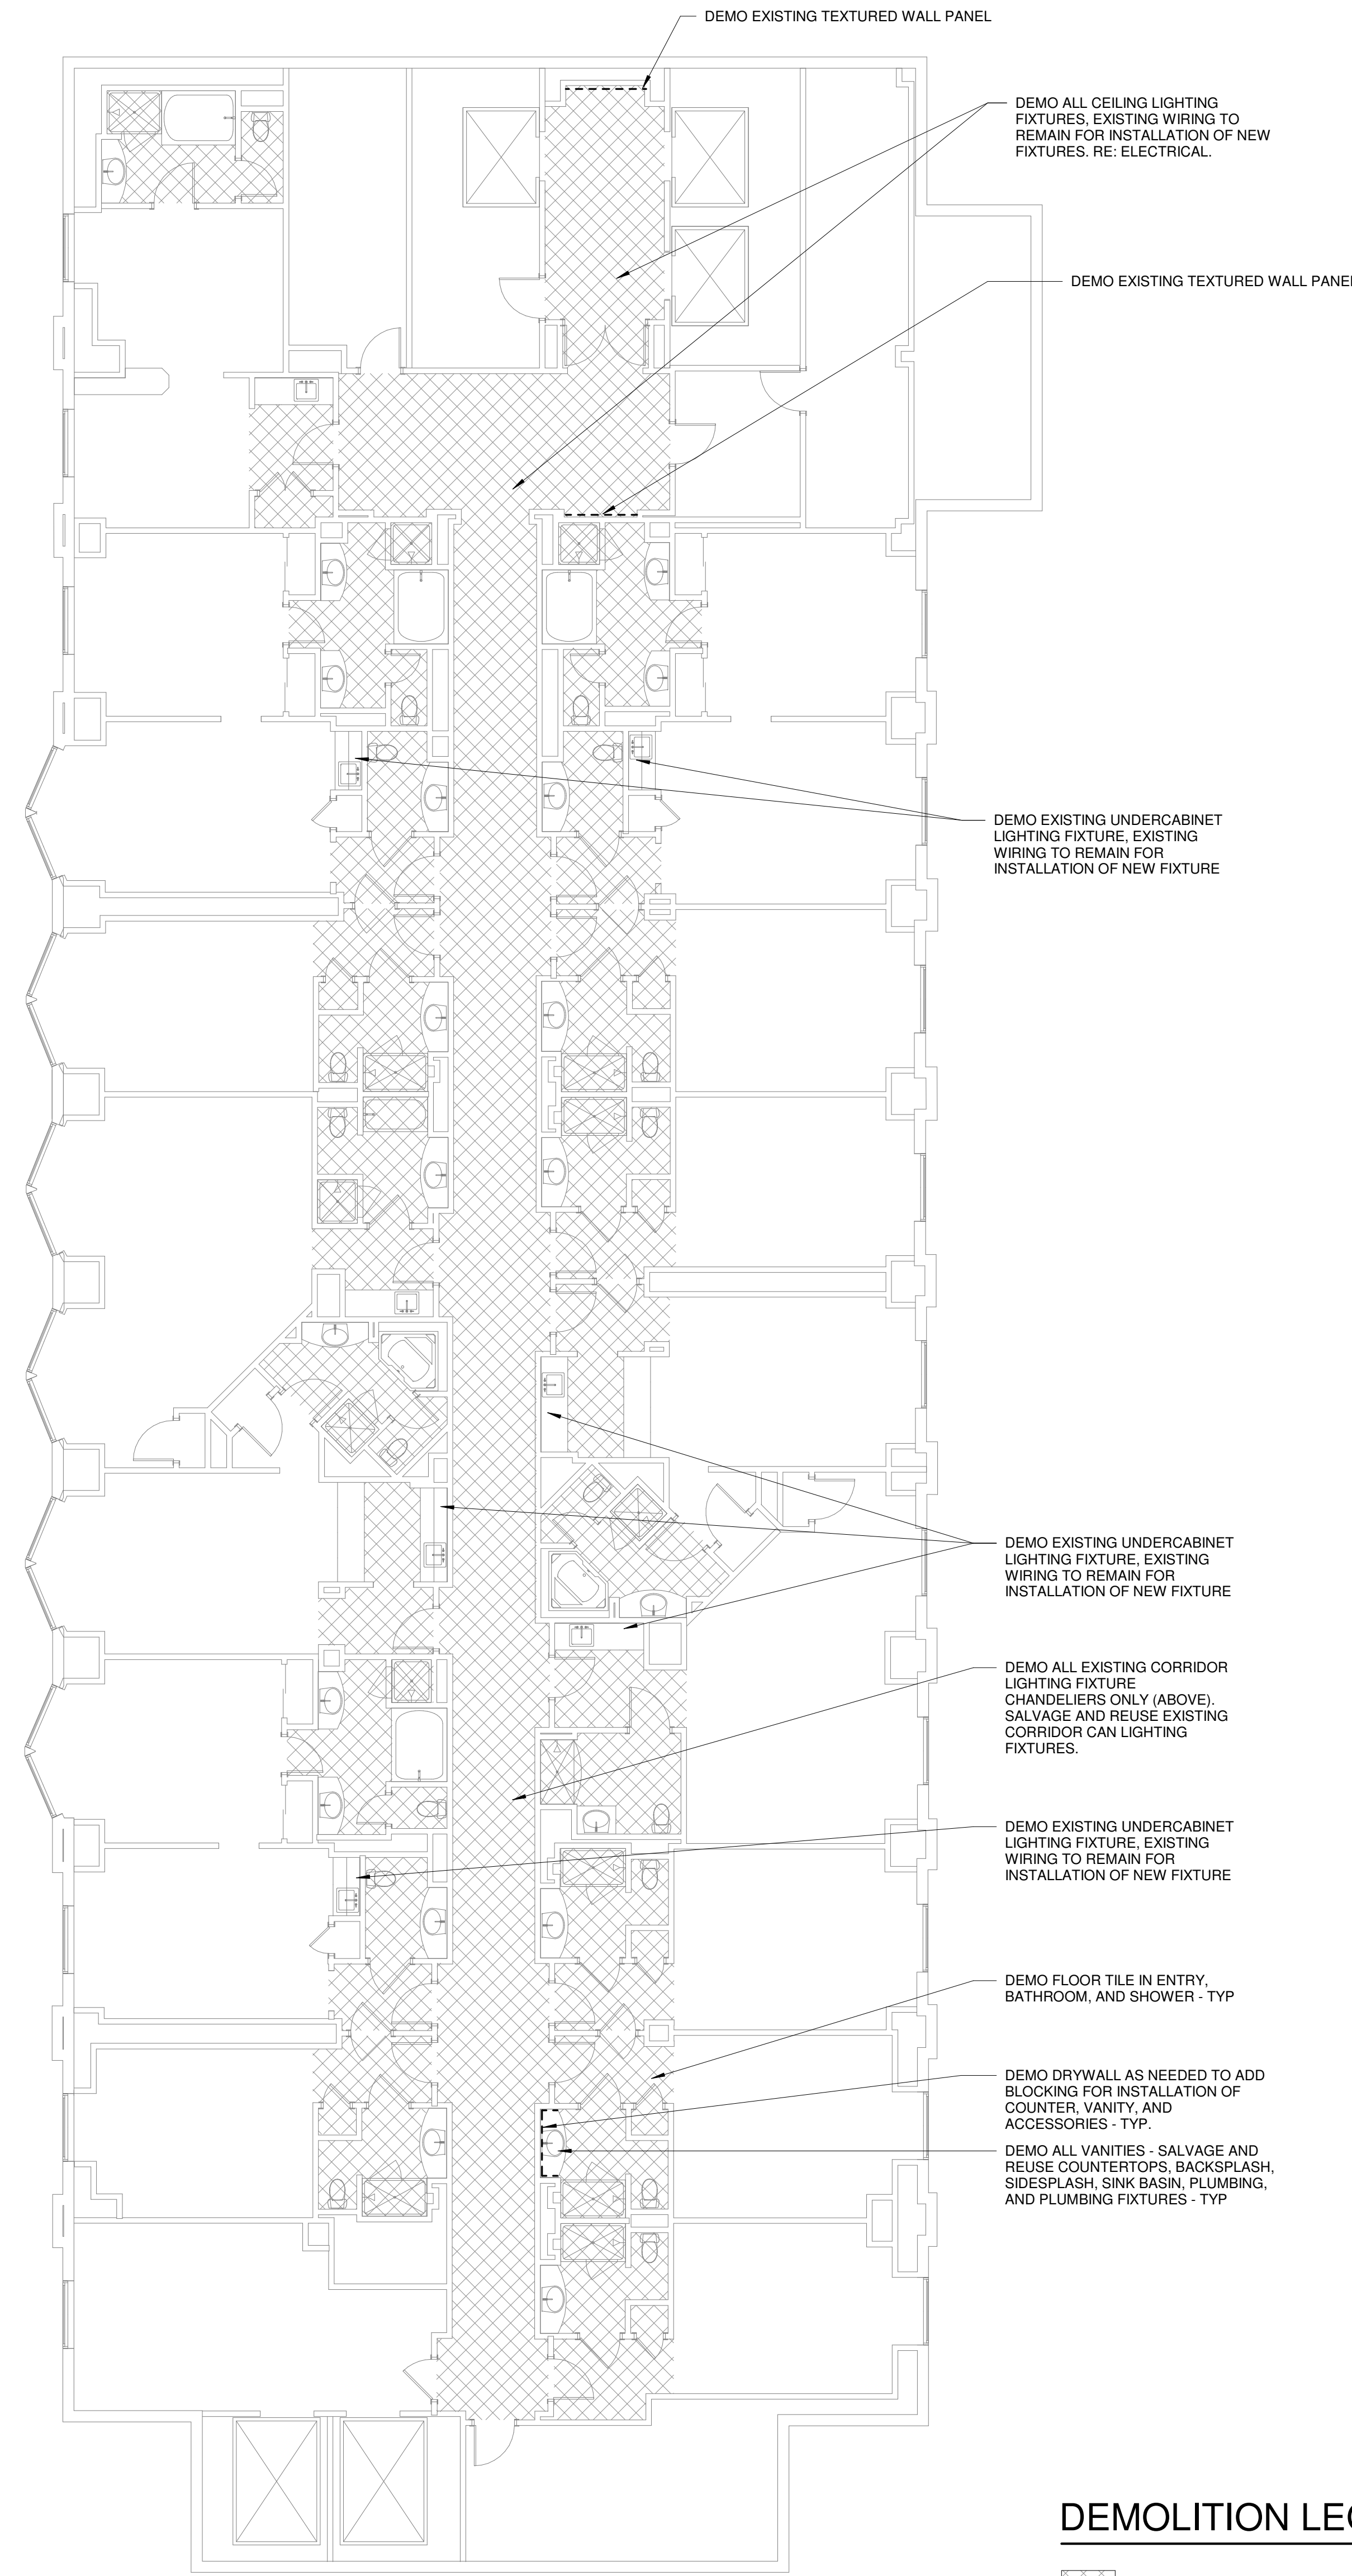 DEMO EXISTING TEXTURED WALL PANEL
DEMO ALL CEILING LIGHTING
FIXTURES, EXISTING WIRING TO
REMAIN FOR INSTALLATION OF NEW
FIXTURES. RE: ELECTRICAL.
DEMO EXISTING TEXTURED WALL PANEL
DEMO EXISTING UNDERCABINET
LIGHTING FIXTURE, EXISTING
WIRING TO REMAIN FOR
INSTALLATION OF NEW FIXTURE
DEMO EXISTING UNDERCABINET
LIGHTING FIXTURE, EXISTING
WIRING TO REMAIN FOR
INSTALLATION OF NEW FIXTURE
DEMO ALL EXISTING CORRIDOR
LIGHTING FIXTURE
CHANDELIERS ONLY (ABOVE).
SALVAGE AND REUSE EXISTING
CORRIDOR CAN LIGHTING
FIXTURES.
DEMO EXISTING UNDERCABINET
LIGHTING FIXTURE, EXISTING
WIRING TO REMAIN FOR
INSTALLATION OF NEW FIXTURE
DEMO FLOOR TILE IN ENTRY,
BATHROOM, AND SHOWER - TYP
DEMO DRYWALL AS NEEDED TO ADD
BLOCKING FOR INSTALLATION OF
COUNTER, VANITY, AND
ACCESSORIES - TYP.
DEMO ALL VANITIES - SALVAGE AND
REUSE COUNTERTOPS, BACKSPLASH,
SIDESPLASH, SINK BASIN, PLUMBING,
AND PLUMBING FIXTURES - TYP
DEMOLITION